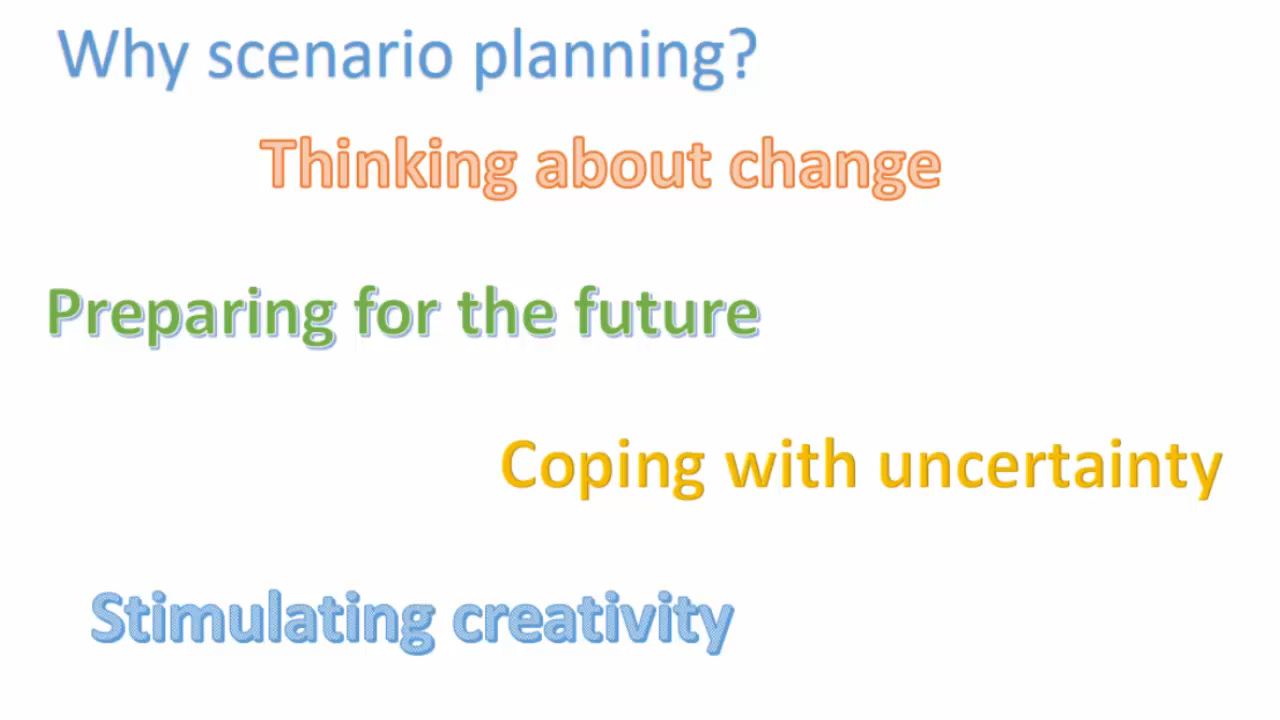 Why scenario planning?
Thinking about change
Preparing for the future
Coping with uncertainty
Stimulating creativity